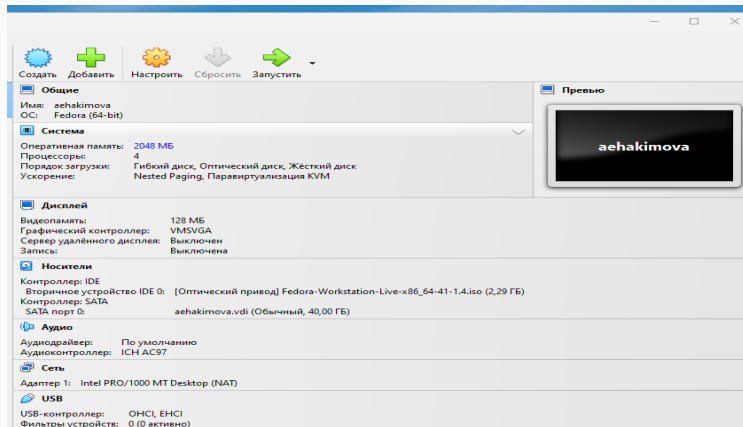 Создать Добавить Настроить Сбросить Запустить
Общие
Имя: aehakimova
ОС: Fedora (64-bit)
Система
Оперативная память: 2048 МБ
Процессоры: 4
Порядок загрузки: Гибкий диск, Оптический диск, Жёсткий диск
Ускорение: Nested Paging, Паравиртуализация KVM
Превью
aehakimova
Дисплей
Видеопамять: 128 МБ
Графический контроллер: VMSVGA
Сервер удалённого дисплея: Выключен
Запись: Выключена
Носители
Контроллер: IDE
Вторичное устройство IDE 0: [Оптический привод] Fedora-Workstation-Live-x86_64-41-1.4.iso (2,29 ГБ)
Контроллер: SATA
SATA порт 0: aehakimova.vdi (Обычный, 40,00 ГБ)
Аудио
Аудиодрайвер: По умолчанию
Аудиоконтроллер: ICH AC97
Сеть
Адаптер 1: Intel PRO/1000 MT Desktop (NAT)
USB
USB-контроллер: OHCI, EHCI
Фильтры устройств: 0 (0 активно)